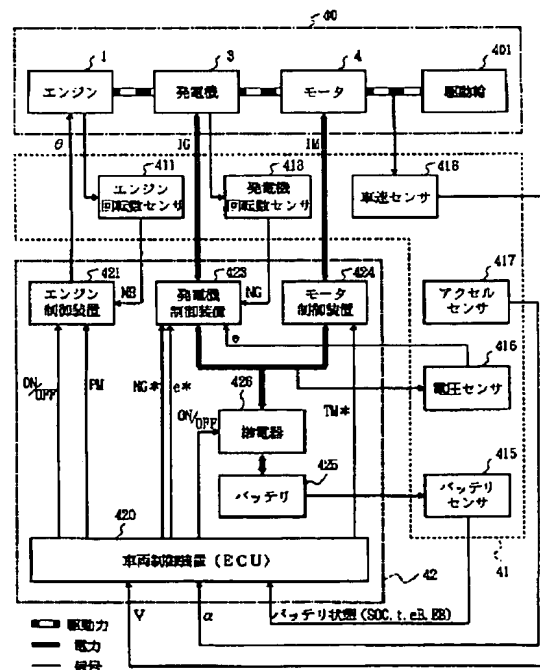 40
1
3
4
401
エンジン
発電機
モータ
駆動輪
θ
IG
IM
411
413
418
エンジン
回転数センサ
発電機
回転数センサ
車速センサ
421
423
424
417
エンジン
制御装置
NE
発電機
制御装置
NG
モータ
制御装置
アクセル
センサ
e
416
電圧センサ
ON/OFF
PW
NG*
e*
ON/OFF
426
継電器
TM*
425
バッテリ
415
バッテリ
センサ
420
車両制御装置(ECU)
42
41
V
α
バッテリ状態(SOC.t.eB.EB)
駆動力
電力
信号